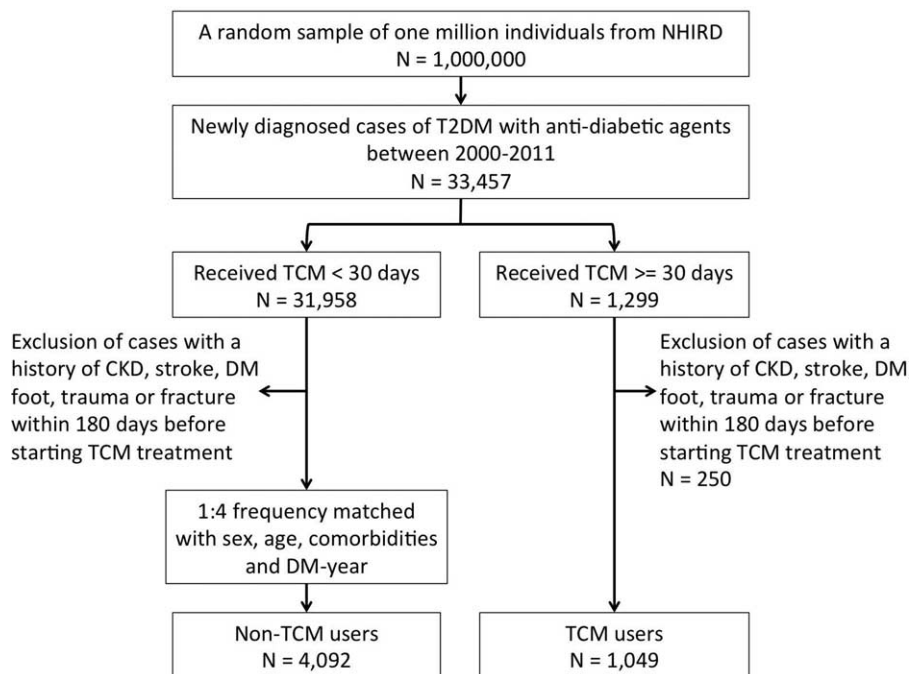 A random sample of one million individuals from NHIRD
N = 1,000,000
Newly diagnosed cases of T2DM with anti-diabetic agents
between 2000-2011
N = 33,457
Received TCM < 30 days
N = 31,958
Received TCM >= 30 days
N = 1,299
Exclusion of cases with a
history of CKD, stroke, DM
foot, trauma or fracture
within 180 days before
starting TCM treatment
Exclusion of cases with a
history of CKD, stroke, DM
foot, trauma or fracture
within 180 days before
starting TCM treatment
N = 250
1:4 frequency matched
with sex, age, comorbidities
and DM-year
Non-TCM users
N = 4,092
TCM users
N = 1,049